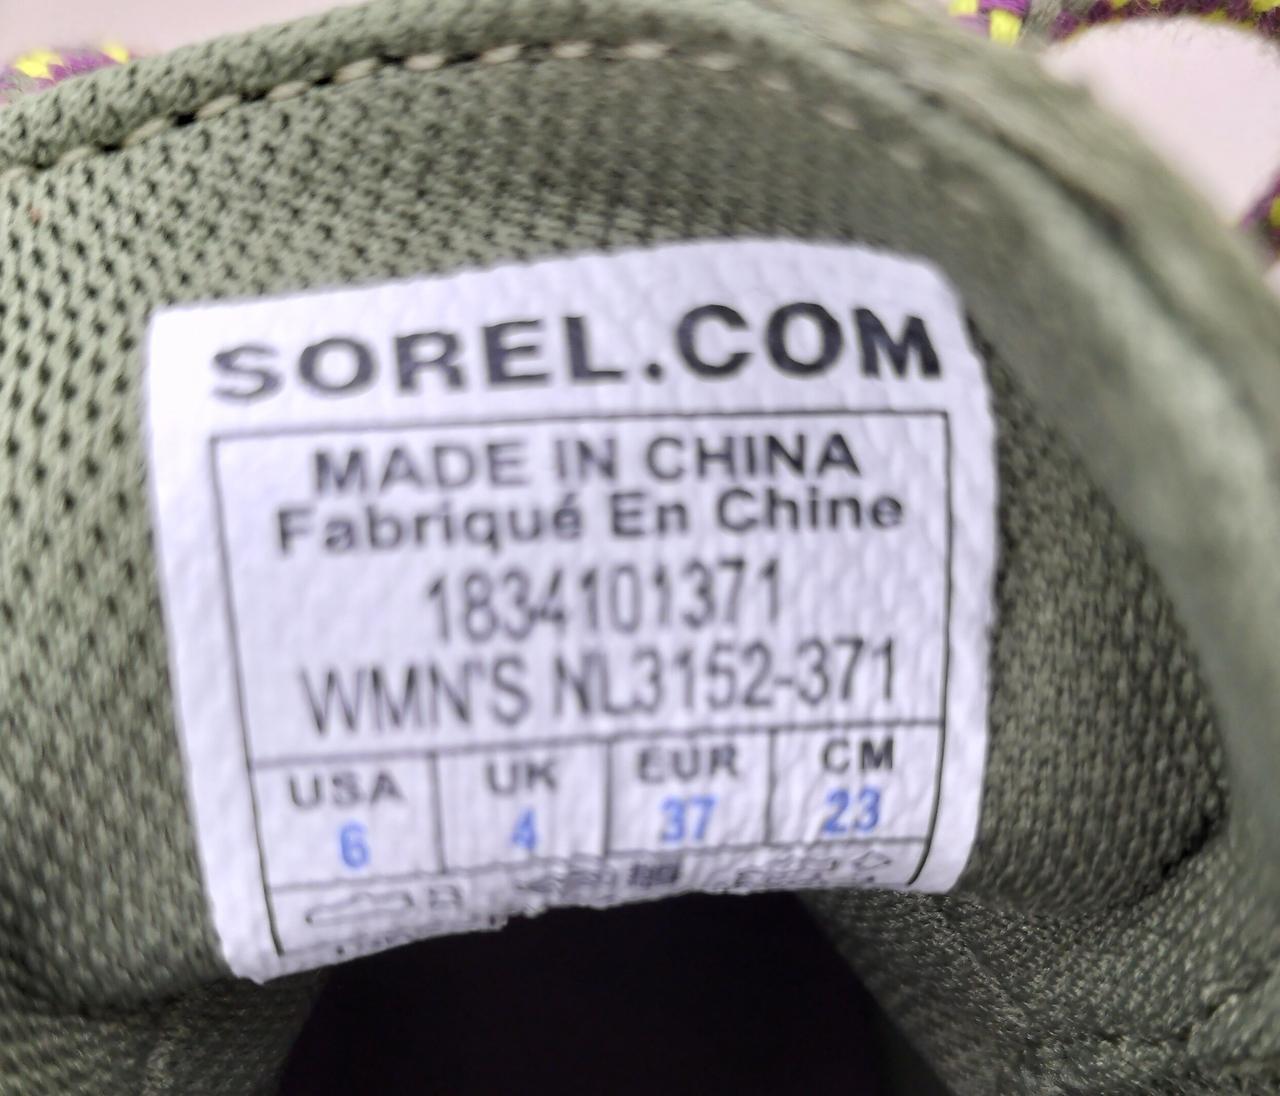 SOREL.COM
MADE IN CHINA
Fabriqué En Chine
1834101371
WMN'S NL3152-371
USA UK EUR CM
6 4 37 23